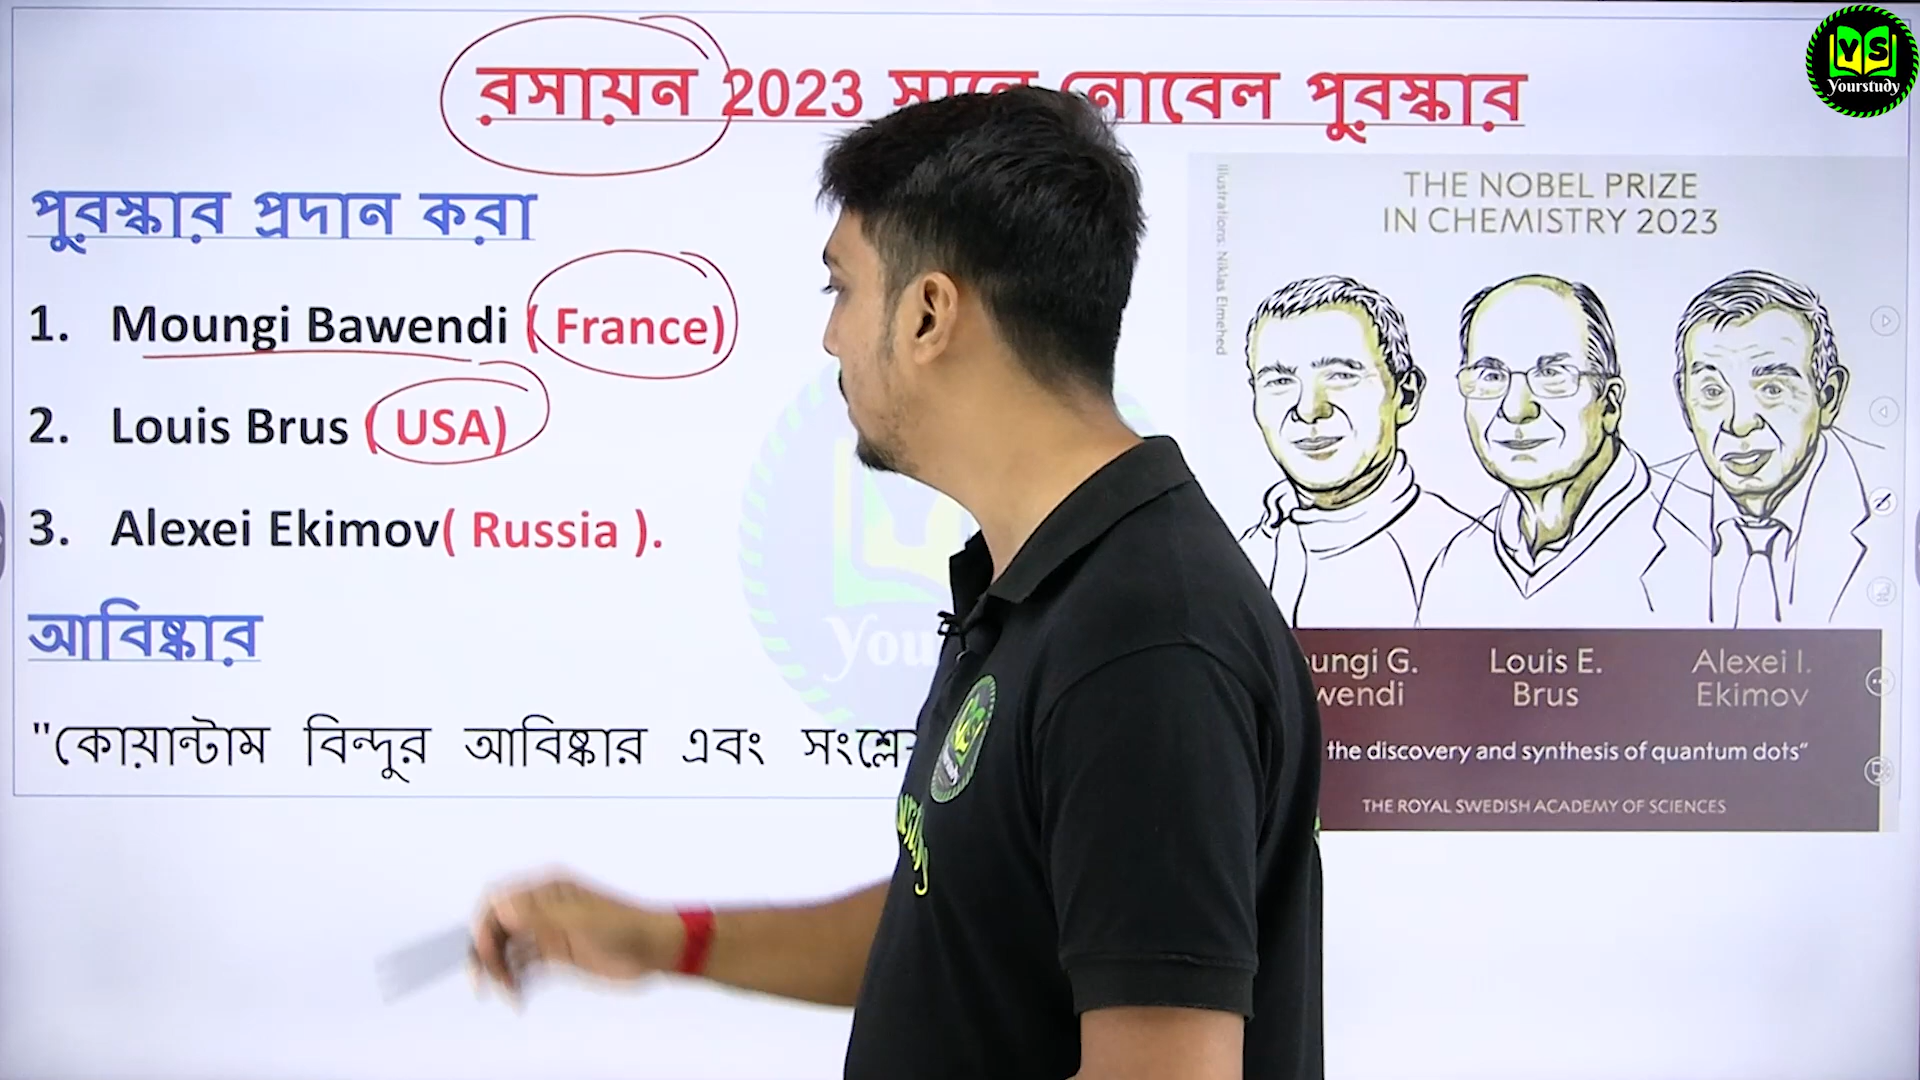 রসায়ন 2023 সালে নোবেল পুরস্কার
YS
Yourstudy
পুরস্কার প্রদান করা
1. Moungi Bawendi ( France)
2. Louis Brus ( USA)
3. Alexei Ekimov( Russia ).
আবিষ্কার
"কোয়ান্টাম বিন্দুর আবিষ্কার এবং
Illustrations: Niklas Elmehed
THE NOBEL PRIZE
IN CHEMISTRY 2023
G.
Louis E.
Brus
Alexei I.
Ekimov
the discovery and synthesis of quantum dots"
THE ROYAL SWEDISH ACADEMY OF SCIENCES